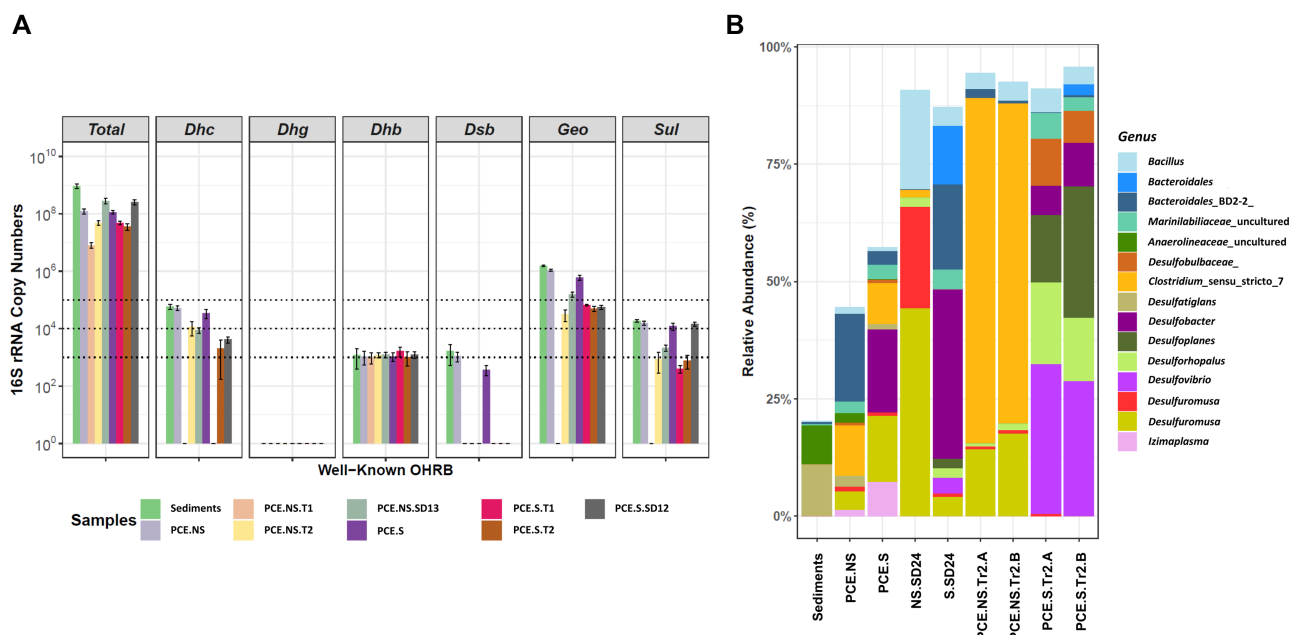 A
B
Total Dhc Dhg Dhb Dsb Geo Sul
16S rRNA Copy Numbers
10^10
10^8
10^6
10^4
10^2
10^0
Well-Known OHRB
Samples
Sediments PCE.NS.T1 PCE.NS.SD13 PCE.S.T1 PCE.S.SD12
PCE.NS PCE.NS.T2 PCE.S PCE.S.T2
Relative Abundance (%)
100%
75%
50%
25%
0%
Sediments
PCE.NS
PCE.S
NS.SD24
S.SD24
PCE.NS.Tr2.A
PCE.NS.Tr2.B
PCE.S.Tr2.A
PCE.S.Tr2.B
Genus
Bacillus
Bacteroidales
Bacteroidales_BD2-2_
Marinilabiliaceae_uncultured
Anaerolineaceae_uncultured
Desulfobulbaceae_
Clostridium_sensu_stricto_7
Desulfatiglans
Desulfobacter
Desulfoplanes
Desulforhopalus
Desulfovibrio
Desulfuromusa
Desulfuromusa
Izimaplasma